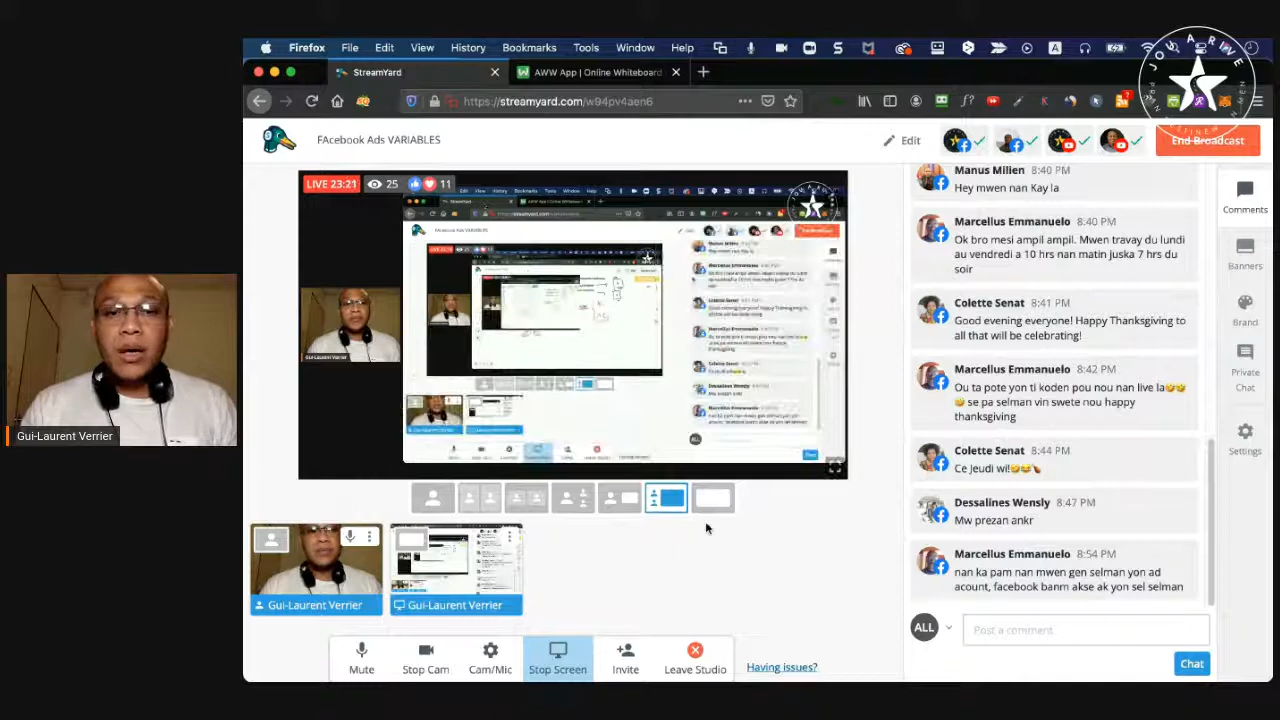 Firefox File Edit View History Bookmarks Tools Window Help
StreamYard
AWW App | Online Whiteboard
https://streamyard.com/w94pv4aen6
FAcebook Ads VARIABLES
Edit
End Broadcast
LIVE 23:21
25
11
Gui-Laurent Verrier
Gui-Laurent Verrier
Gui-Laurent Verrier
Gui-Laurent Verrier
Mute
Stop Cam
Cam/Mic
Stop Screen
Invite
Leave Studio
Having issues?
Manus Millien 8:40 PM
Hey mwen nan Kay la
Marcellus Emmanuelo 8:40 PM
Ok bro mesi ampil ampil. Mwen travay du lundi
au vendredi a 10 hrs nan matin juska 7 hrs du
soir
Colette Senat 8:41 PM
Good evening everyone! Happy Thanksgiving to
all that will be celebrating!
Marcellus Emmanuelo 8:42 PM
Ou ta pote yon ti koden pou nou nan live la
se pa selman vin swete nou happy
thanksgiving
Colette Senat 8:44 PM
Ce Jeudi wi!
Dessalines Wensly 8:47 PM
Mw prezan ankr
Marcellus Emmanuelo 8:54 PM
nan ka pam nan mwen gen selman yon ad
acount, facebook banm akse ak yon sel selman
ALL
Post a comment
Chat
Comments
Banners
Brand
Private
Chat
Settings